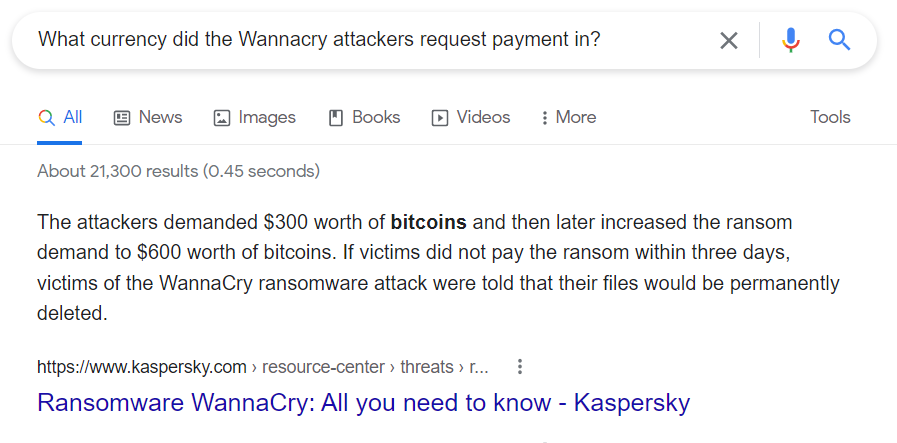 What currency did the Wannacry attackers request payment in?
All News Images Books Videos More Tools
About 21,300 results (0.45 seconds)
The attackers demanded $300 worth of bitcoins and then later increased the ransom
demand to $600 worth of bitcoins. If victims did not pay the ransom within three days,
victims of the WannaCry ransomware attack were told that their files would be permanently
deleted.
https://www.kaspersky.com › resource-center › threats › r...
Ransomware WannaCry: All you need to know - Kaspersky